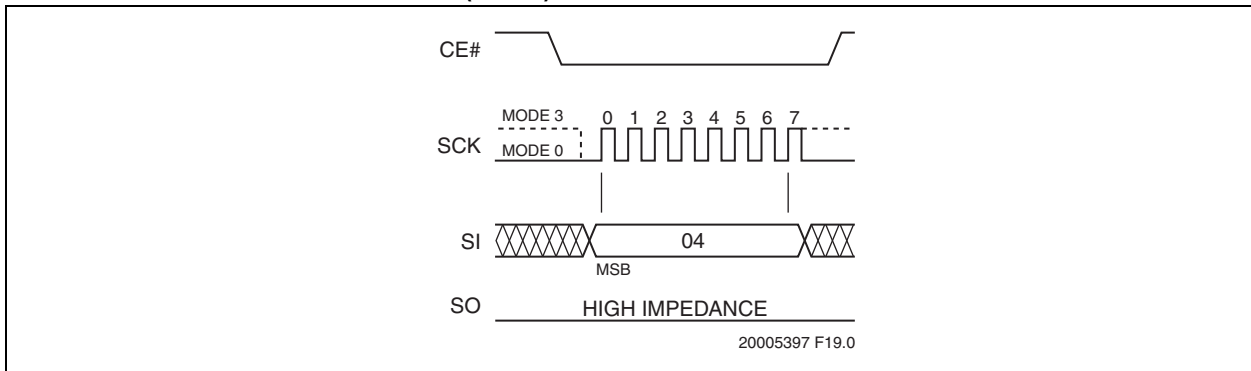 CE#
MODE 3
0 1 2 3 4 5 6 7
SCK
MODE 0
SI
04
MSB
SO
HIGH IMPEDANCE
20005397 F19.0